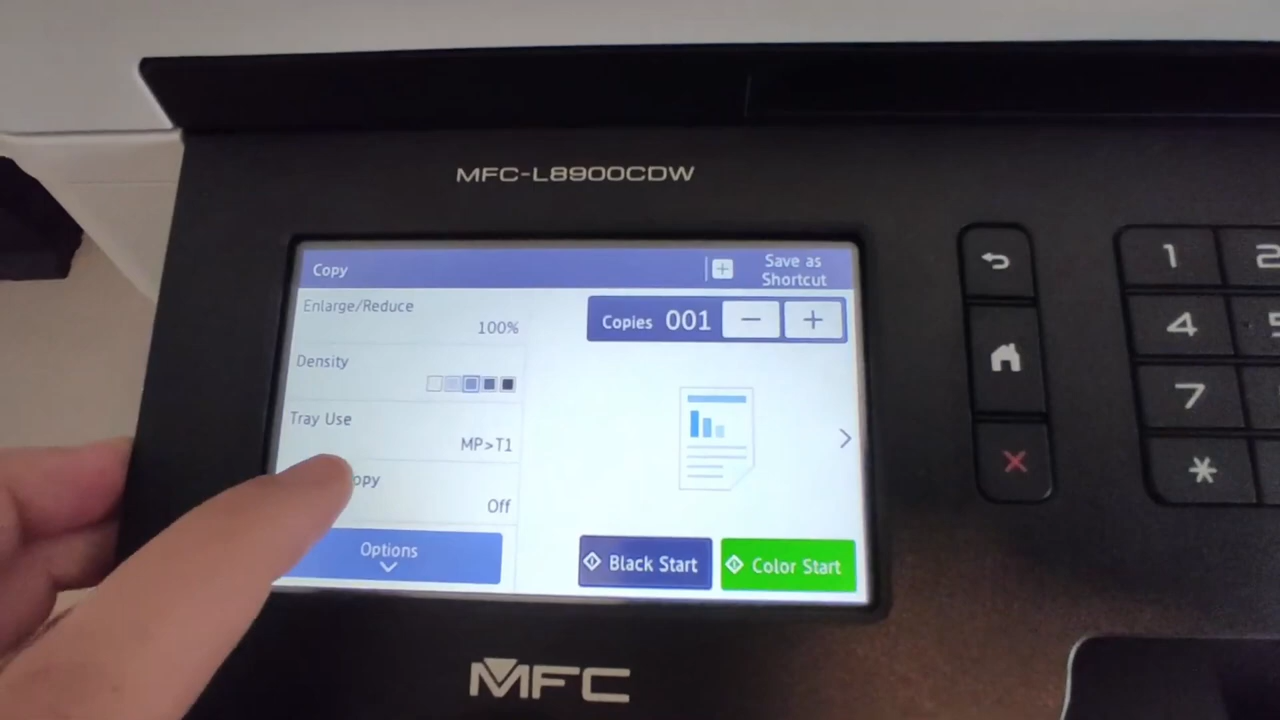 MFC-L8900CDW
Copy
Save as
Shortcut
Enlarge/Reduce
100%
Copies 001 − +
Density
Tray Use
MP>T1
Off
Options
Black Start
Color Start
MFC
1 2
4 5
7
*